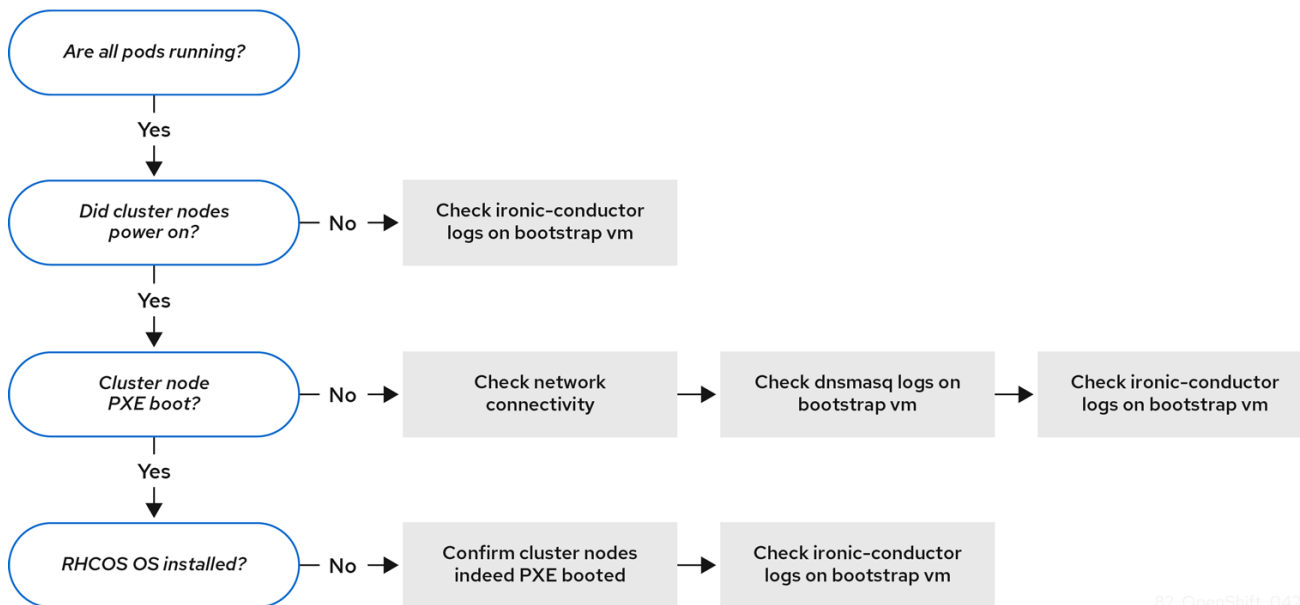 Are all pods running?
Yes
Did cluster nodes
power on?
No
Check ironic-conductor
logs on bootstrap vm
Yes
Cluster node
PXE boot?
No
Check network
connectivity
Check dnsmasq logs on
bootstrap vm
Check ironic-conductor
logs on bootstrap vm
Yes
RHCOS OS installed?
No
Confirm cluster nodes
indeed PXE booted
Check ironic-conductor
logs on bootstrap vm
82_OpenShift_042